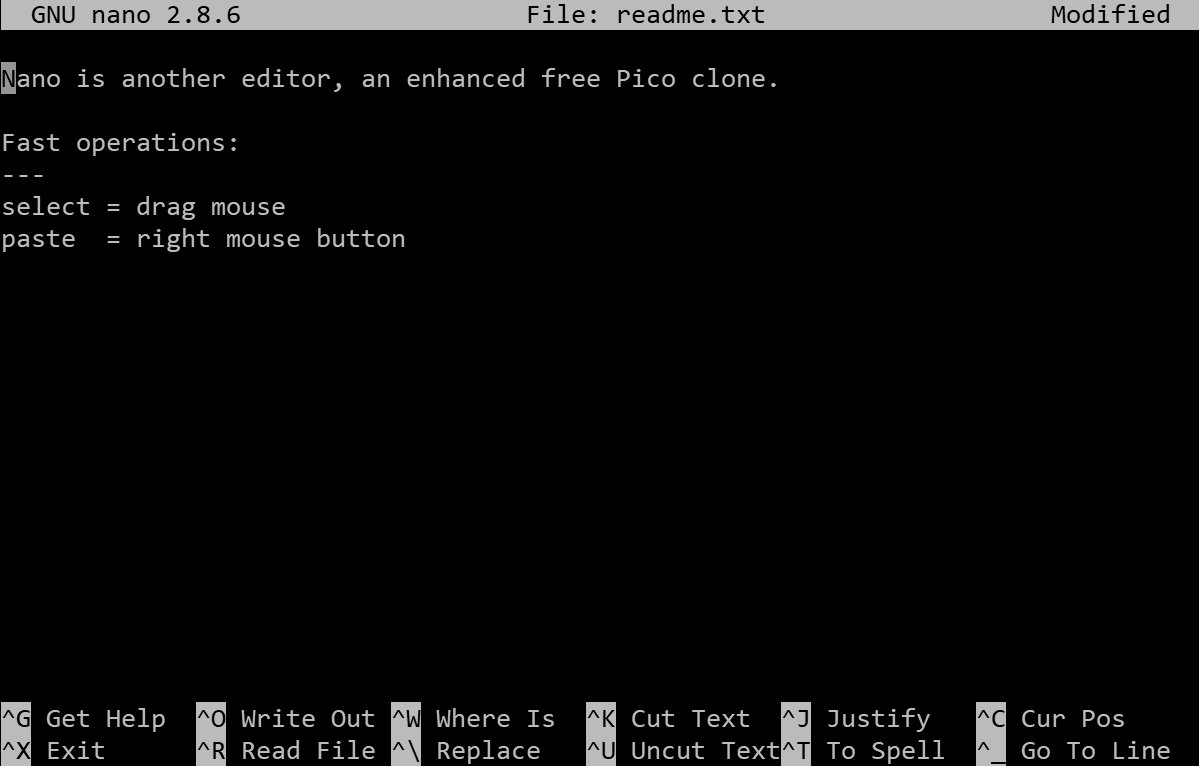 GNU nano 2.8.6 File: readme.txt Modified
Nano is another editor, an enhanced free Pico clone.
Fast operations:
---
select = drag mouse
paste  = right mouse button
^G Get Help ^O Write Out ^W Where Is ^K Cut Text ^J Justify ^C Cur Pos
^X Exit ^R Read File ^\ Replace ^U Uncut Text ^T To Spell ^_ Go To Line